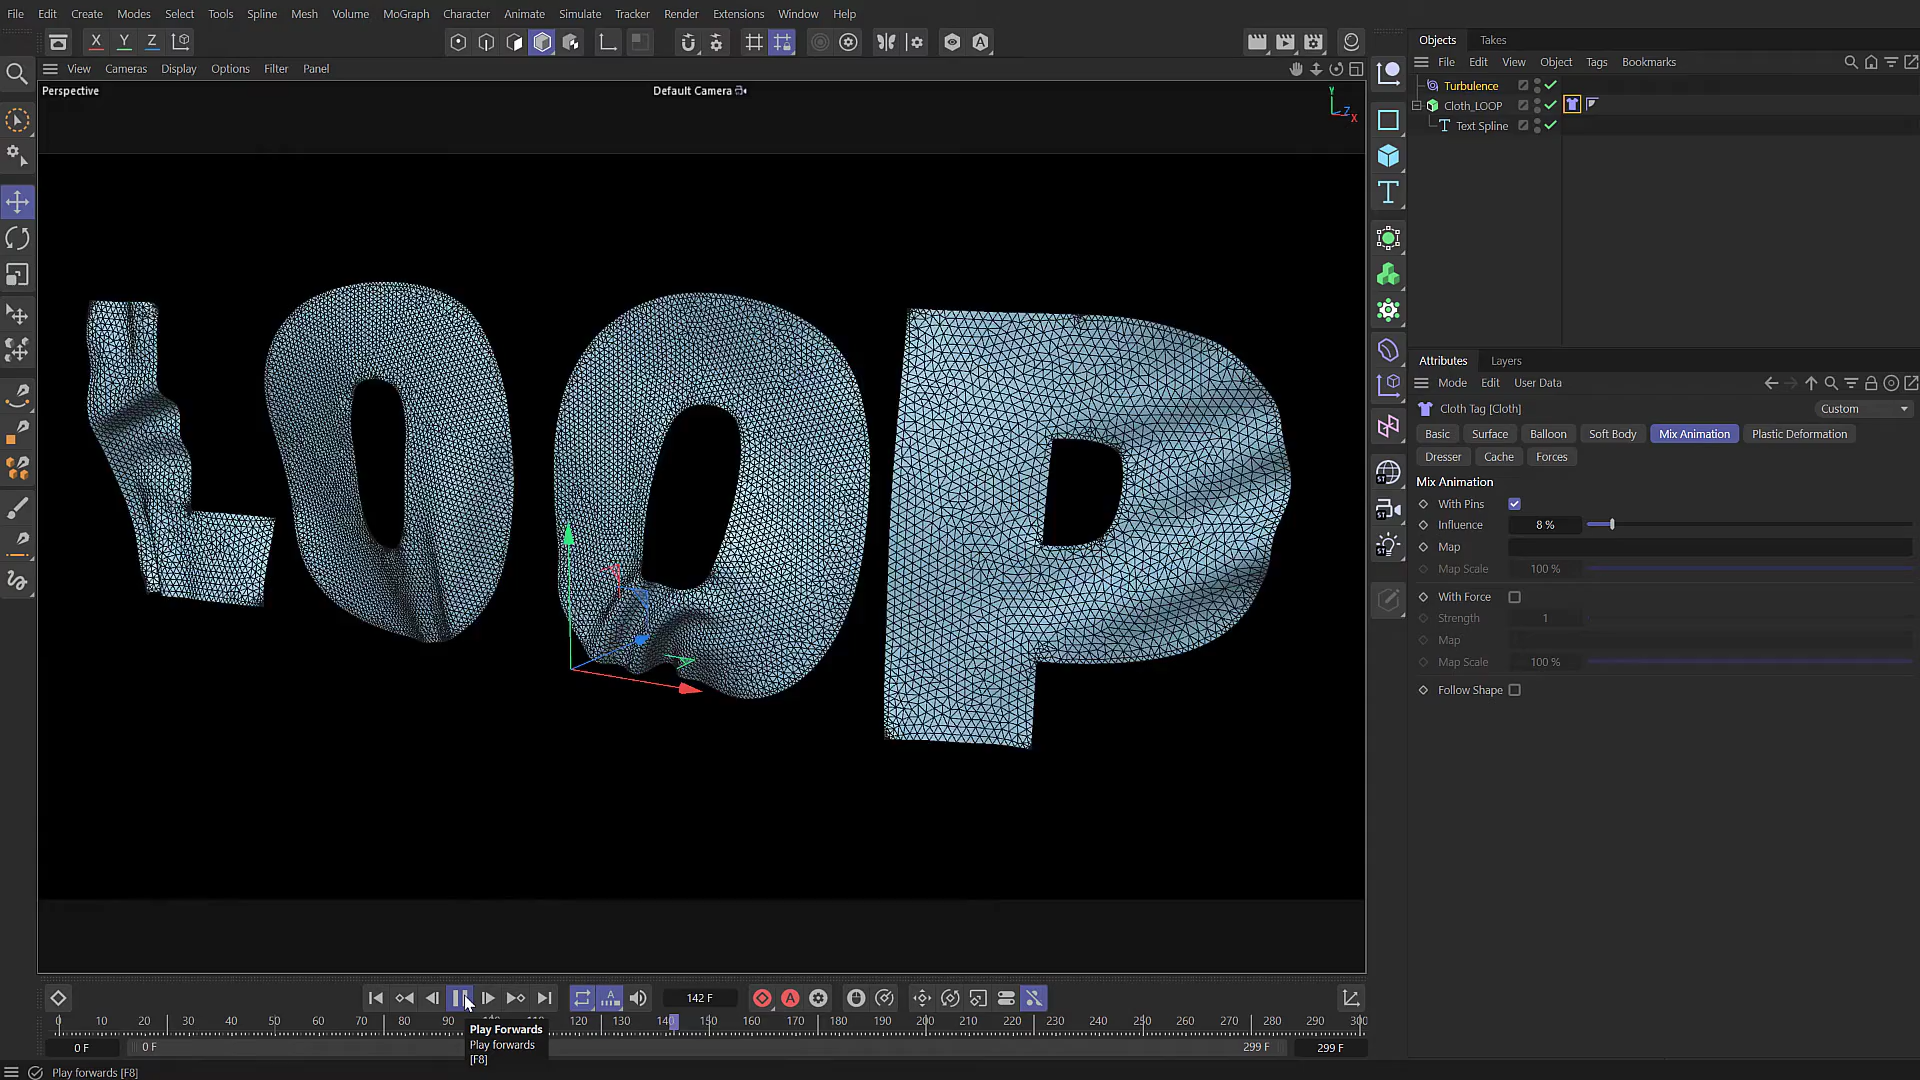 File Edit Create Modes Select Tools Spline Mesh Volume MoGraph Character Animate Simulate Tracker Render Extensions Window Help
X Y Z
View Cameras Display Options Filter Panel
Perspective
Default Camera
Y
Z
X
LOOP
Objects Takes
File Edit View Object Tags Bookmarks
Turbulence
Cloth_LOOP
Text Spline
Attributes Layers
Mode Edit User Data
Cloth Tag [Cloth]
Custom
Basic Surface Balloon Soft Body Mix Animation Plastic Deformation
Dresser Cache Forces
Mix Animation
With Pins
Influence 8 %
Map
Map Scale 100 %
With Force
Strength 1
Map
Map Scale 100 %
Follow Shape
ST
ST
142 F
0 10 20 30 40 50 60 70 80 90 100 120 130 140 150 160 170 180 190 200 210 220 230 240 250 260 270 280 290 300
0 F 0 F 299 F 299 F
Play Forwards
Play forwards
[F8]
Play forwards [F8]